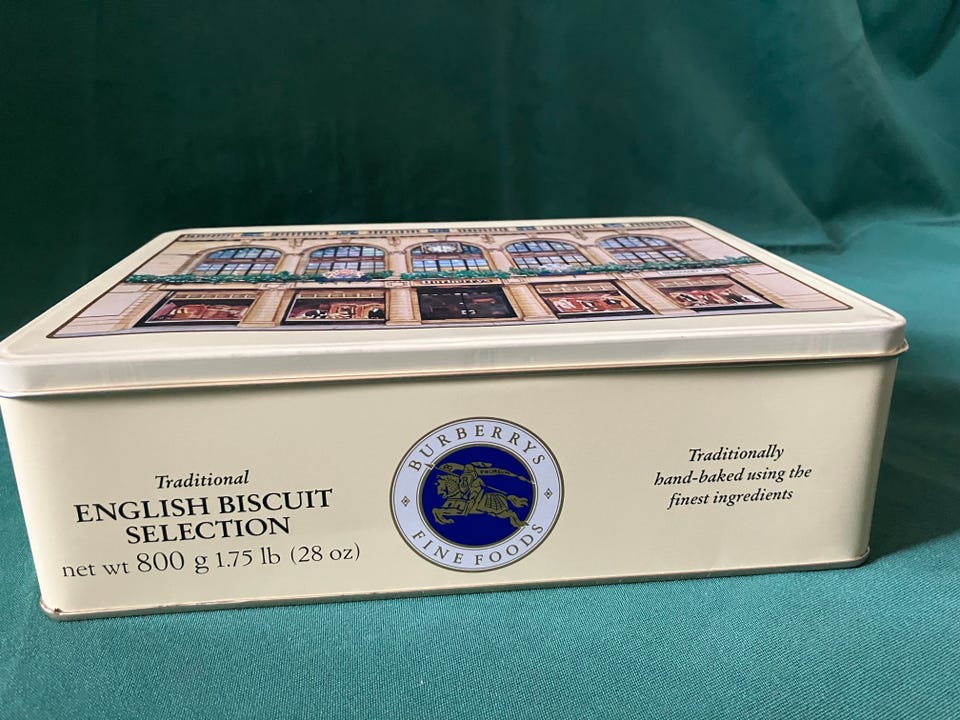 BURBERRYS
Traditional
ENGLISH BISCUIT
SELECTION
net wt 800 g 1.75 lb (28 oz)
BURBERRYS
FINE FOODS
Traditionally
hand-baked using the
finest ingredients